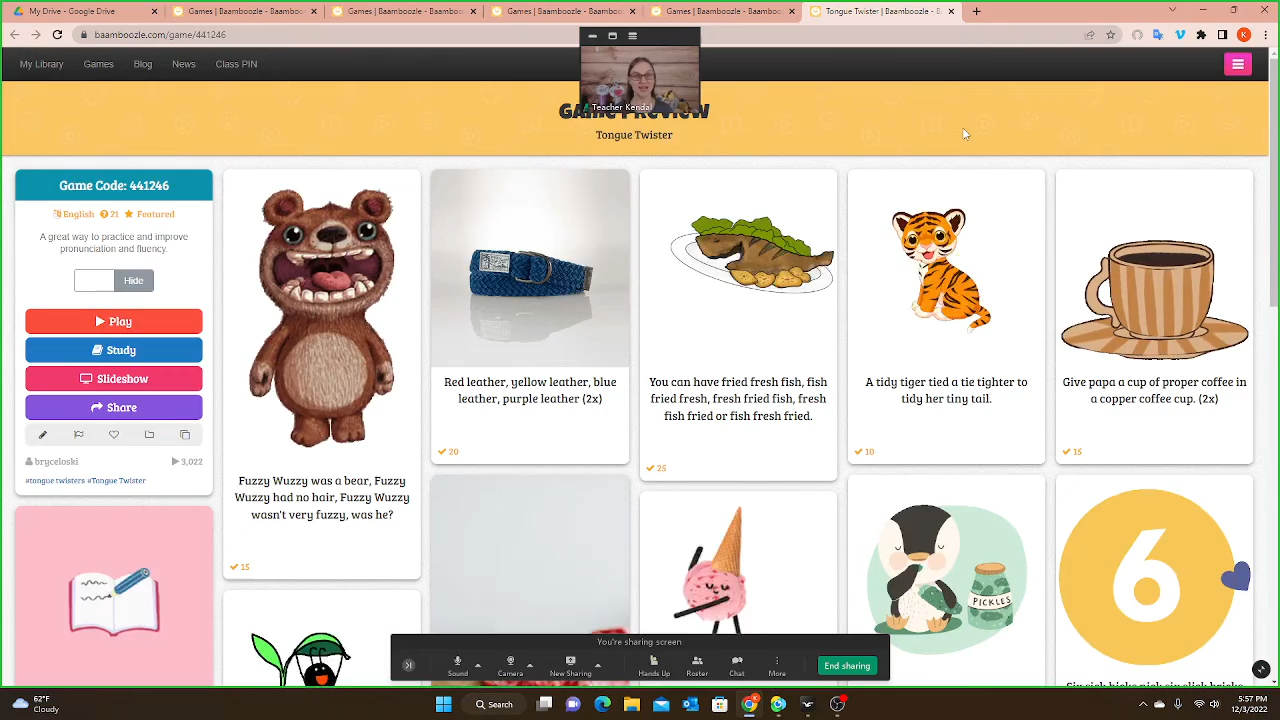 My Drive - Google Drive
Games | Baamboozle - Baamboo
Games | Baamboozle - Baamboo
Games | Baamboozle - Baamboo
Games | Baamboozle - Baamboo
Tongue Twister | Baamboozle - Ba
baamboozle.com/game/441246
K
My Library
Games
Blog
News
Class PIN
Teacher Kendal
GAME PREVIEW
Tongue Twister
Game Code: 441246
English 21 Featured
A great way to practice and improve
pronunciation and fluency.
Hide
Play
Study
Slideshow
Share
bryceloski 3,022
#tongue twisters #Tongue Twister
Fuzzy Wuzzy was a bear, Fuzzy
Wuzzy had no hair, Fuzzy Wuzzy
wasn't very fuzzy, was he?
15
Red leather, yellow leather, blue
leather, purple leather (2x)
20
You can have fried fresh fish, fish
fried fresh, fresh fried fish, fresh
fish fried or fish fresh fried.
25
A tidy tiger tied a tie tighter to
tidy her tiny tail.
10
Give papa a cup of proper coffee in
a copper coffee cup. (2x)
15
PICKLES
6
You're sharing screen
Sound
Camera
New Sharing
Hands Up
Roster
Chat
More
End sharing
62°F
Cloudy
Search
5:57 PM
12/3/2022